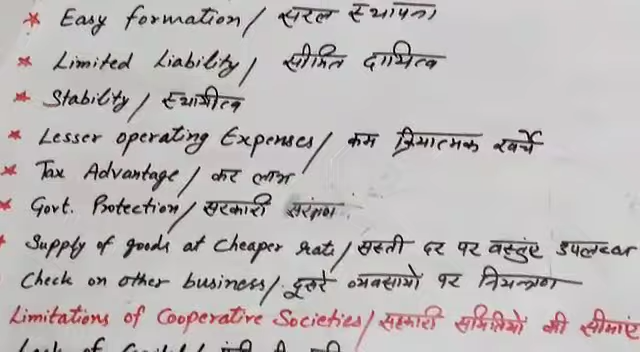 * Easy formation / सरल स्थापना
* Limited Liability / सीमित दायित्व
* Stability / स्थायीत्व
* Lesser operating Expenses / कम क्रियात्मक खर्चे
* Tax Advantage / कर लाभ
* Govt. Protection / सरकारी संरक्षण
* Supply of goods at Cheaper rate / सस्ती दर पर वस्तुएं उपलब्ध
Check on other business / दूसरे व्यवसायों पर नियन्त्रण
Limitations of Cooperative Societies / सहकारी समितियों की सीमाएं